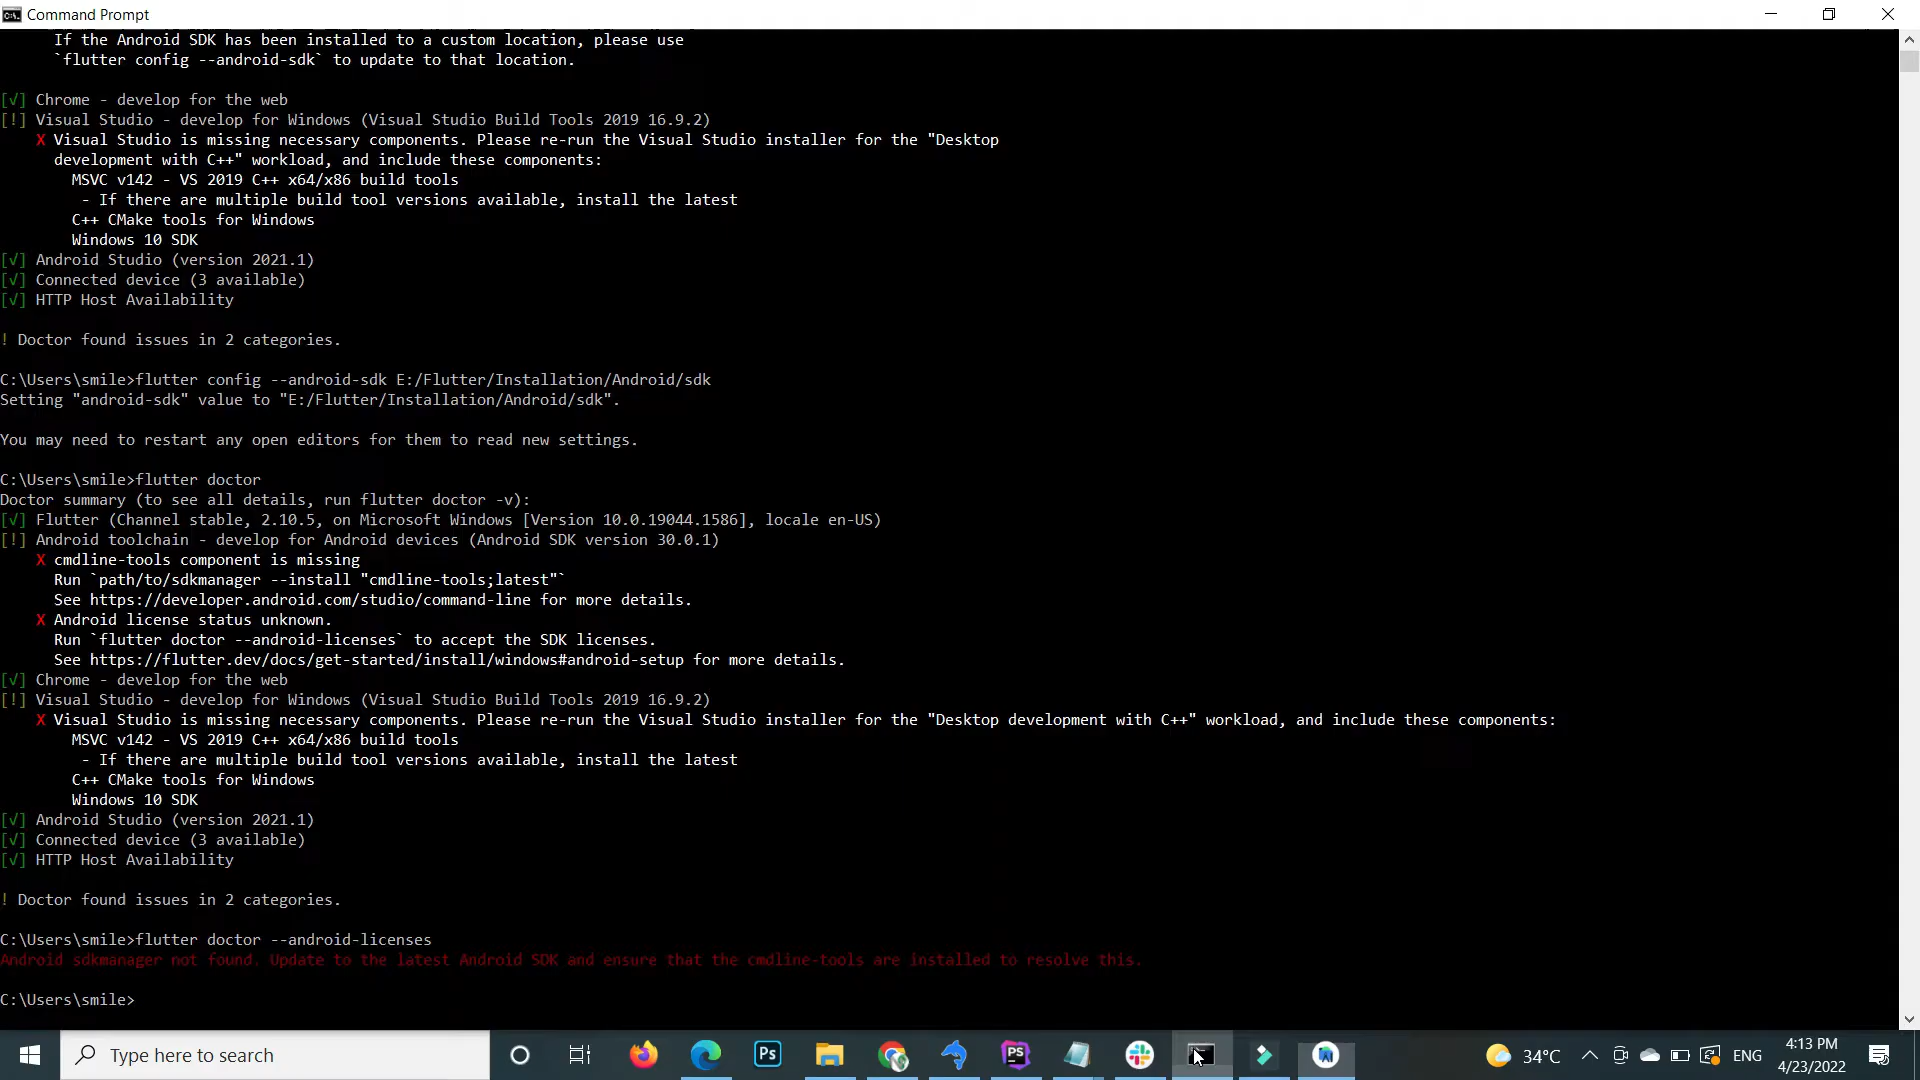 Command Prompt
If the Android SDK has been installed to a custom location, please use
`flutter config --android-sdk` to update to that location.
[√] Chrome - develop for the web
[!] Visual Studio - develop for Windows (Visual Studio Build Tools 2019 16.9.2)
X Visual Studio is missing necessary components. Please re-run the Visual Studio installer for the "Desktop
development with C++" workload, and include these components:
MSVC v142 - VS 2019 C++ x64/x86 build tools
- If there are multiple build tool versions available, install the latest
C++ CMake tools for Windows
Windows 10 SDK
[√] Android Studio (version 2021.1)
[√] Connected device (3 available)
[√] HTTP Host Availability
! Doctor found issues in 2 categories.
C:\Users\smile>flutter config --android-sdk E:/Flutter/Installation/Android/sdk
Setting "android-sdk" value to "E:/Flutter/Installation/Android/sdk".
You may need to restart any open editors for them to read new settings.
C:\Users\smile>flutter doctor
Doctor summary (to see all details, run flutter doctor -v):
[√] Flutter (Channel stable, 2.10.5, on Microsoft Windows [Version 10.0.19044.1586], locale en-US)
[!] Android toolchain - develop for Android devices (Android SDK version 30.0.1)
X cmdline-tools component is missing
Run `path/to/sdkmanager --install "cmdline-tools;latest"`
See https://developer.android.com/studio/command-line for more details.
X Android license status unknown.
Run `flutter doctor --android-licenses` to accept the SDK licenses.
See https://flutter.dev/docs/get-started/install/windows#android-setup for more details.
[√] Chrome - develop for the web
[!] Visual Studio - develop for Windows (Visual Studio Build Tools 2019 16.9.2)
X Visual Studio is missing necessary components. Please re-run the Visual Studio installer for the "Desktop development with C++" workload, and include these components:
MSVC v142 - VS 2019 C++ x64/x86 build tools
- If there are multiple build tool versions available, install the latest
C++ CMake tools for Windows
Windows 10 SDK
[√] Android Studio (version 2021.1)
[√] Connected device (3 available)
[√] HTTP Host Availability
! Doctor found issues in 2 categories.
C:\Users\smile>flutter doctor --android-licenses
Android sdkmanager not found. Update to the latest Android SDK and ensure that the cmdline-tools are installed to resolve this.
C:\Users\smile>
Type here to search
Ps
PS
34°C
ENG
4:13 PM
4/23/2022